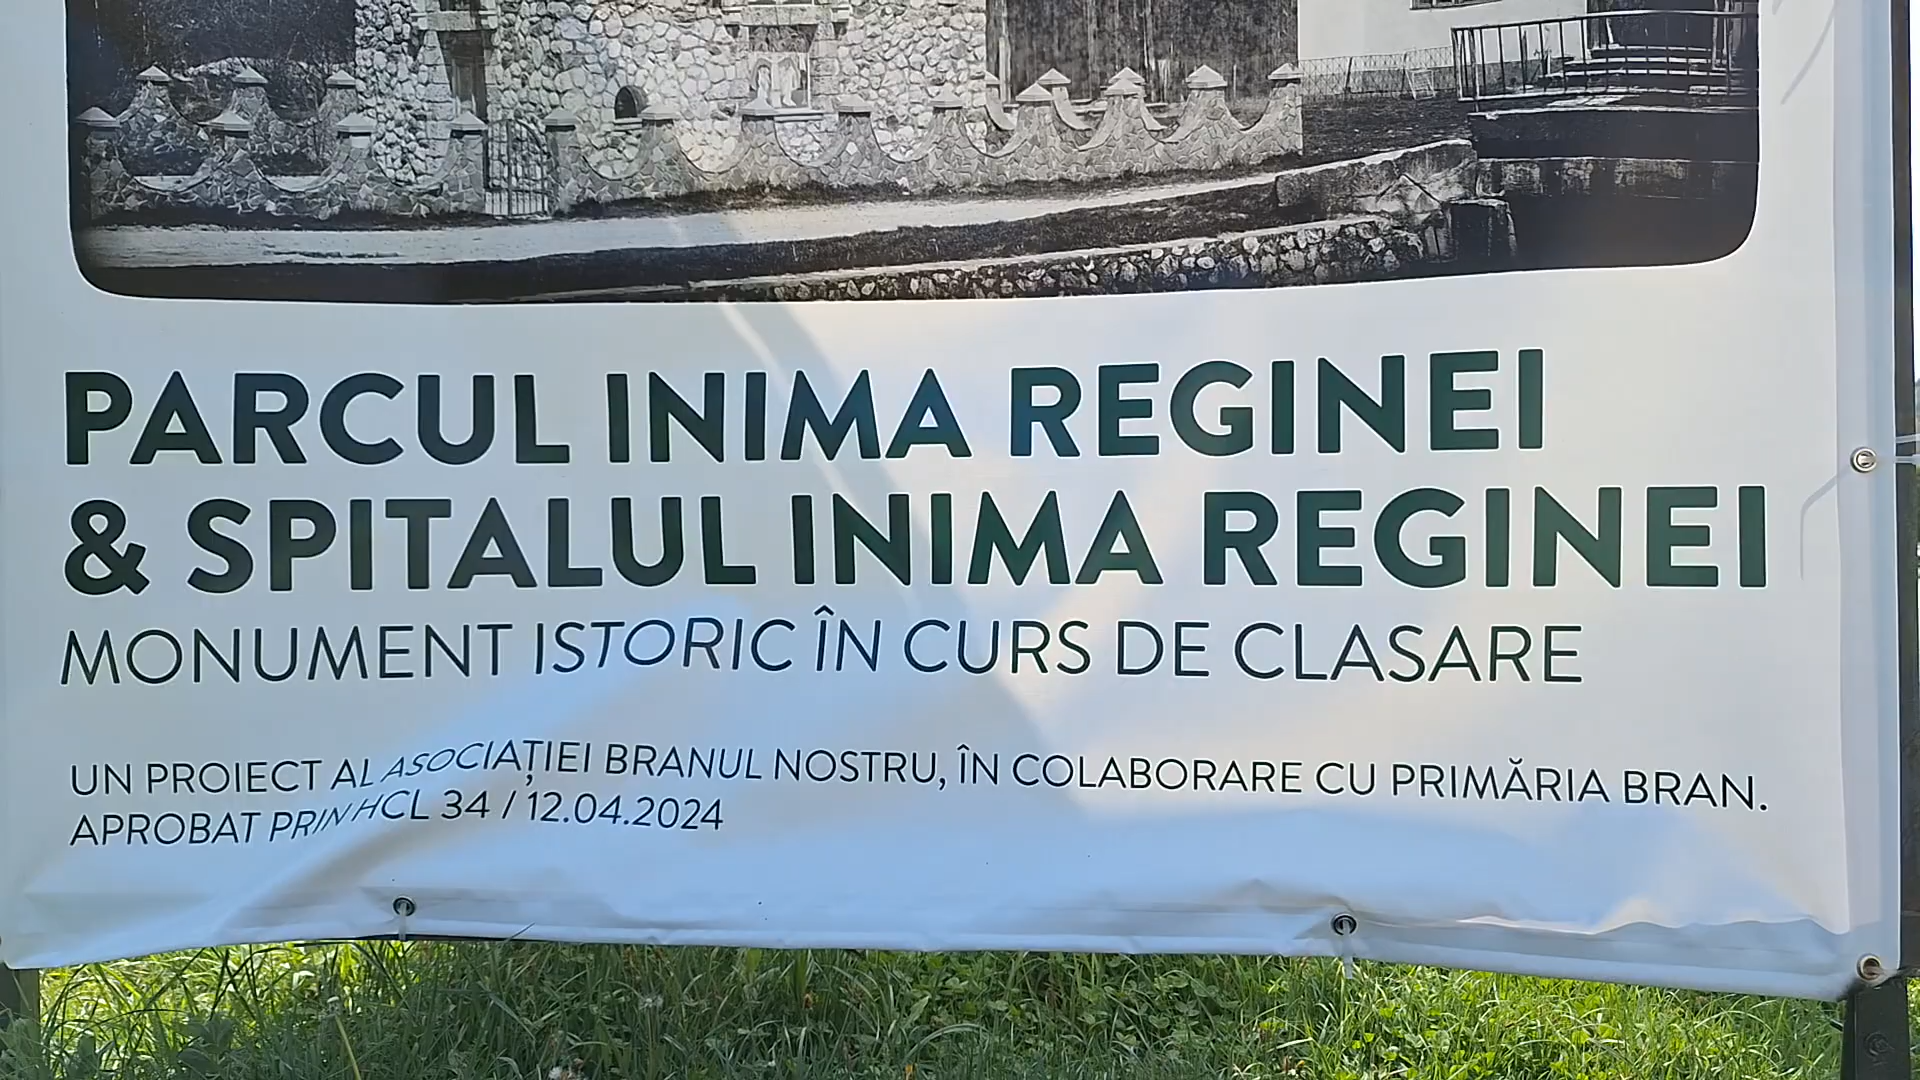 PARCUL INIMA REGINEI
& SPITALUL INIMA REGINEI
MONUMENT ISTORIC ÎN CURS DE CLASARE
UN PROIECT AL ASOCIAȚIEI BRANUL NOSTRU, ÎN COLABORARE CU PRIMĂRIA BRAN.
APROBAT PRIN HCL 34 / 12.04.2024